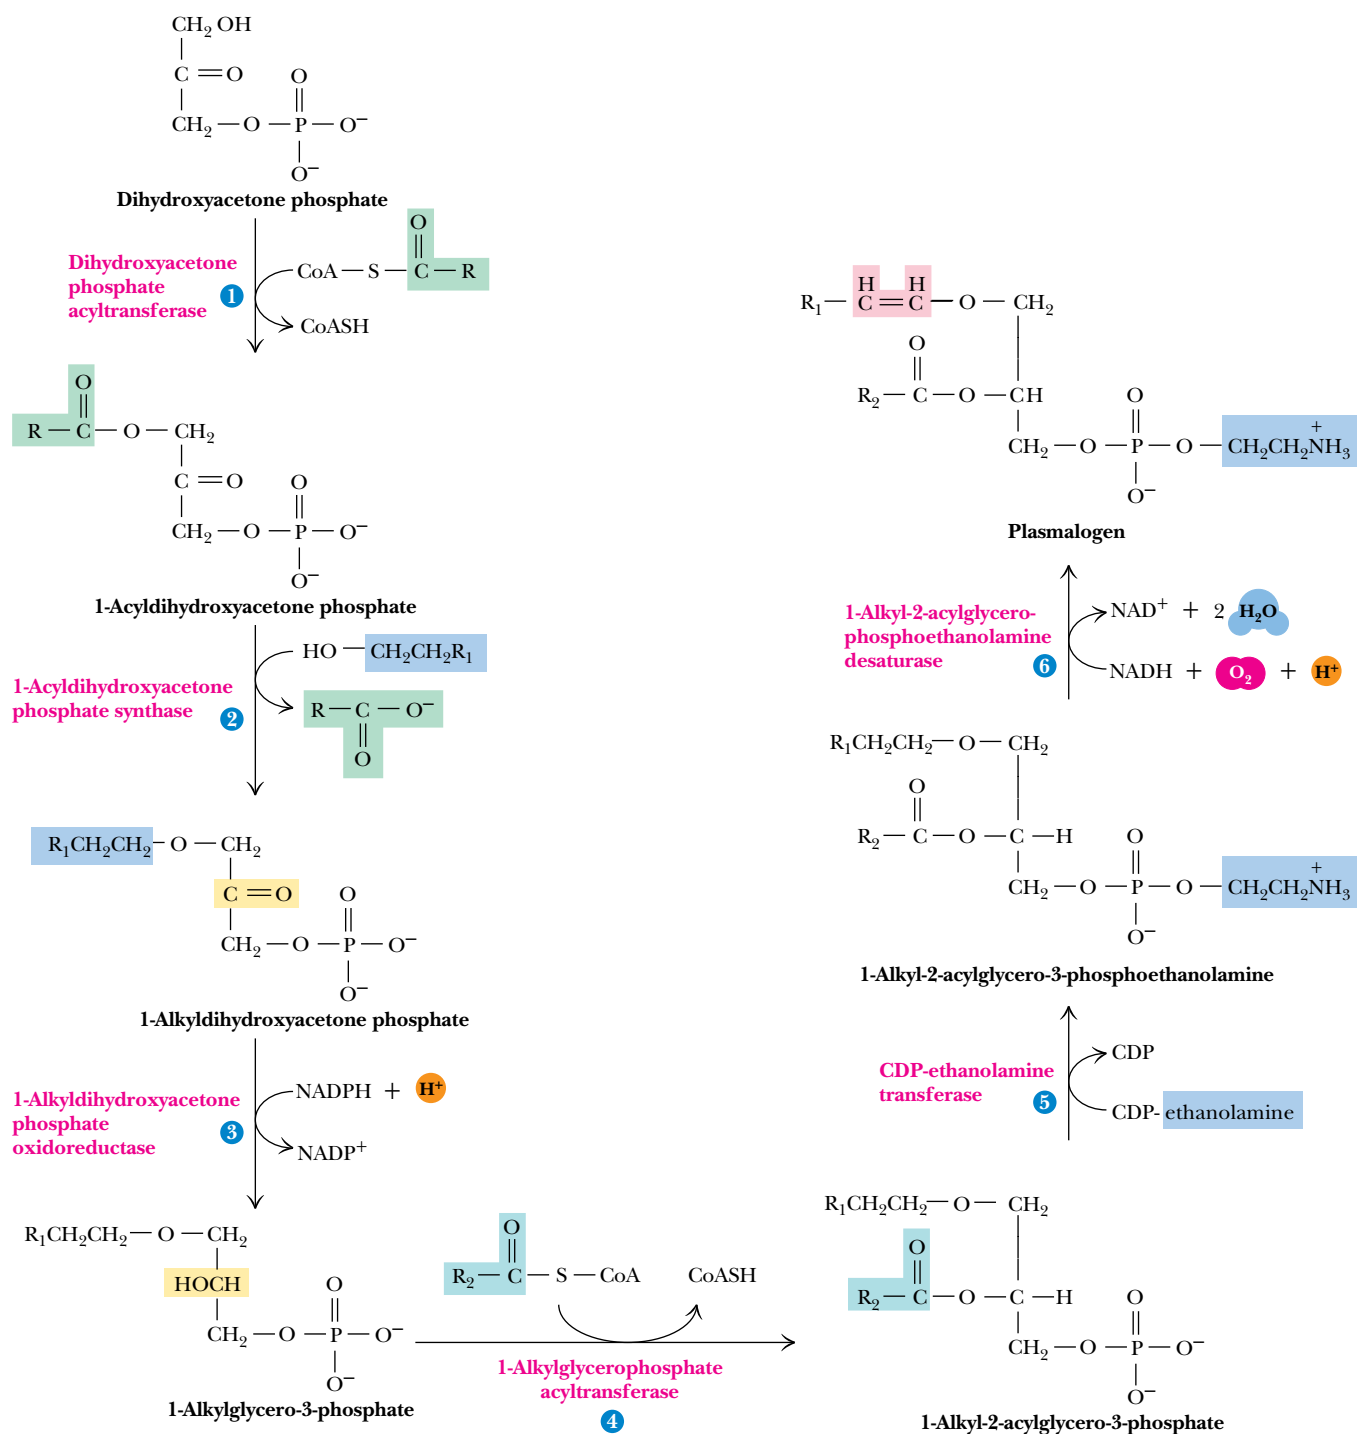 CH₂OH
C=O
O
CH₂—O—P—O⁻
O⁻
Dihydroxyacetone phosphate
Dihydroxyacetone
phosphate
acyltransferase
1
O
CoA—S—C—R
CoASH
O
R—C—O—CH₂
C=O
O
CH₂—O—P—O⁻
O⁻
1-Acyldihydroxyacetone phosphate
1-Acyldihydroxyacetone
phosphate synthase
2
HO—CH₂CH₂R₁
R—C—O⁻
O
R₁CH₂CH₂—O—CH₂
C=O
O
CH₂—O—P—O⁻
O⁻
1-Alkyldihydroxyacetone phosphate
1-Alkyldihydroxyacetone
phosphate
oxidoreductase
3
NADPH + H⁺
NADP⁺
R₁CH₂CH₂—O—CH₂
HOCH
O
CH₂—O—P—O⁻
O⁻
1-Alkylglycero-3-phosphate
O
R₂—C—S—CoA
CoASH
1-Alkylglycerophosphate
acyltransferase
4
R₁CH₂CH₂—O—CH₂
O
R₂—C—O—C—H
O
CH₂—O—P—O⁻
O⁻
1-Alkyl-2-acylglycero-3-phosphate
CDP-ethanolamine
transferase
5
CDP
CDP-ethanolamine
R₁CH₂CH₂—O—CH₂
O
R₂—C—O—C—H
O
CH₂—O—P—O—CH₂CH₂N⁺H₃
O⁻
1-Alkyl-2-acylglycero-3-phosphoethanolamine
1-Alkyl-2-acylglycero-
phosphoethanolamine
desaturase
6
NAD⁺ + 2 H₂O
NADH + O₂ + H⁺
H H
R₁—C=C—O—CH₂
O
R₂—C—O—CH
O
CH₂—O—P—O—CH₂CH₂N⁺H₃
O⁻
Plasmalogen